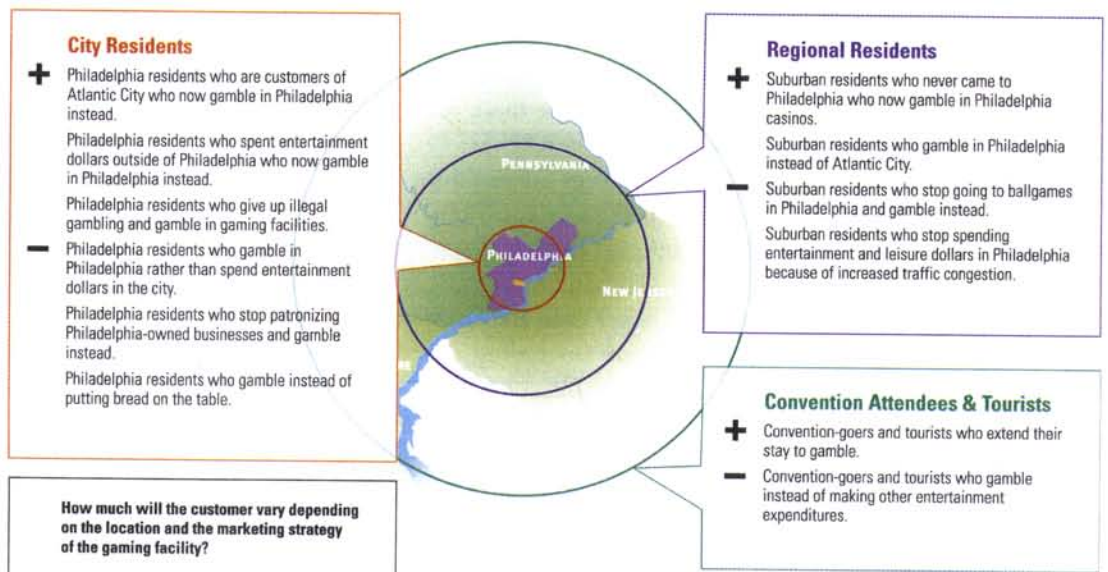 City Residents
+ Philadelphia residents who are customers of
Atlantic City who now gamble in Philadelphia
instead.
Philadelphia residents who spent entertainment
dollars outside of Philadelphia who now gamble
in Philadelphia instead.
Philadelphia residents who give up illegal
gambling and gamble in gaming facilities.
– Philadelphia residents who gamble in
Philadelphia rather than spend entertainment
dollars in the city.
Philadelphia residents who stop patronizing
Philadelphia-owned businesses and gamble
instead.
Philadelphia residents who gamble instead of
putting bread on the table.
How much will the customer vary depending
on the location and the marketing strategy
of the gaming facility?
PENNSYLVANIA
PHILADELPHIA
NEW JERSEY
Regional Residents
+ Suburban residents who never came to
Philadelphia who now gamble in Philadelphia
casinos.
Suburban residents who gamble in Philadelphia
instead of Atlantic City.
– Suburban residents who stop going to ballgames
in Philadelphia and gamble instead.
Suburban residents who stop spending
entertainment and leisure dollars in Philadelphia
because of increased traffic congestion.
Convention Attendees & Tourists
+ Convention-goers and tourists who extend their
stay to gamble.
– Convention-goers and tourists who gamble
instead of making other entertainment
expenditures.